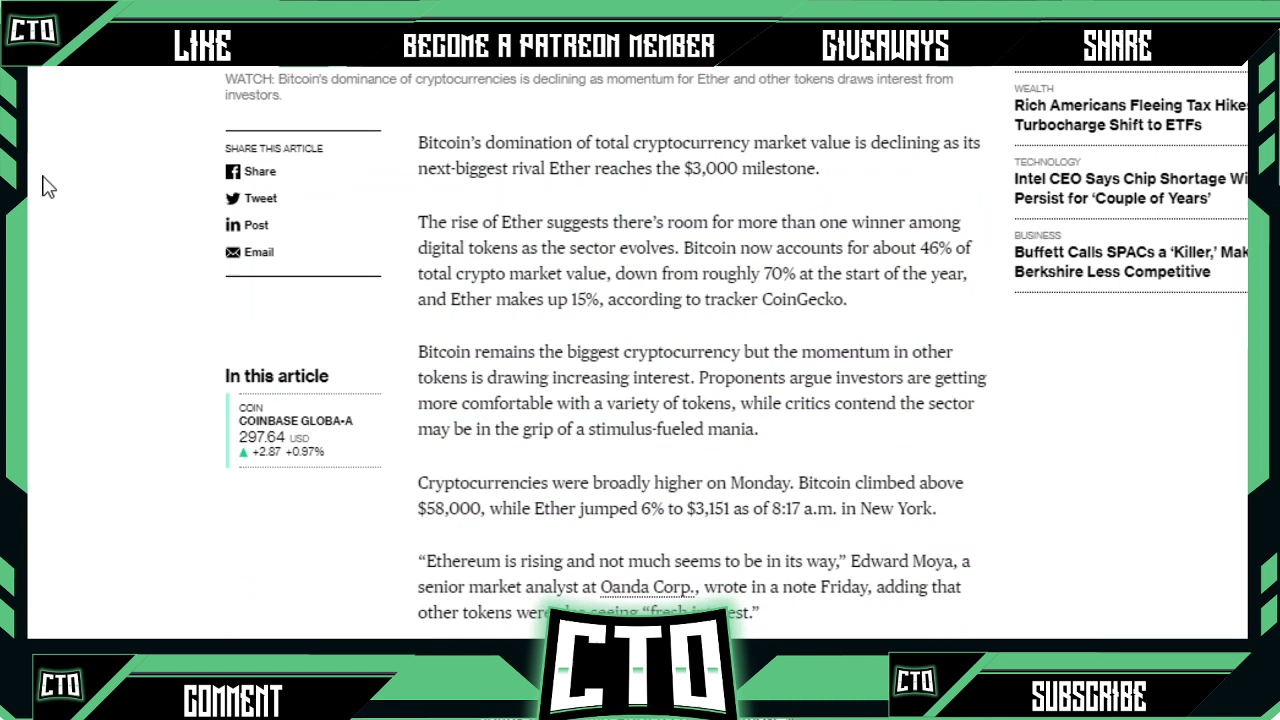 CTO
LIKE
BECOME A PATREON MEMBER
GIVEAWAYS
SHARE
WATCH: Bitcoin's dominance of cryptocurrencies is declining as momentum for Ether and other tokens draws interest from
investors.
SHARE THIS ARTICLE
Share
Tweet
Post
Email
In this article
COIN
COINBASE GLOBA-A
297.64 USD
+2.87 +0.97%
Bitcoin’s domination of total cryptocurrency market value is declining as its
next-biggest rival Ether reaches the $3,000 milestone.
The rise of Ether suggests there’s room for more than one winner among
digital tokens as the sector evolves. Bitcoin now accounts for about 46% of
total crypto market value, down from roughly 70% at the start of the year,
and Ether makes up 15%, according to tracker CoinGecko.
Bitcoin remains the biggest cryptocurrency but the momentum in other
tokens is drawing increasing interest. Proponents argue investors are getting
more comfortable with a variety of tokens, while critics contend the sector
may be in the grip of a stimulus-fueled mania.
Cryptocurrencies were broadly higher on Monday. Bitcoin climbed above
$58,000, while Ether jumped 6% to $3,151 as of 8:17 a.m. in New York.
“Ethereum is rising and not much seems to be in its way,” Edward Moya, a
senior market analyst at Oanda Corp., wrote in a note Friday, adding that
other tokens were also seeing “fresh interest.”
WEALTH
Rich Americans Fleeing Tax Hikes
Turbocharge Shift to ETFs
TECHNOLOGY
Intel CEO Says Chip Shortage Wi
Persist for ‘Couple of Years’
BUSINESS
Buffett Calls SPACs a ‘Killer,’ Mak
Berkshire Less Competitive
CTO
COMMENT
CTO
CTO
SUBSCRIBE